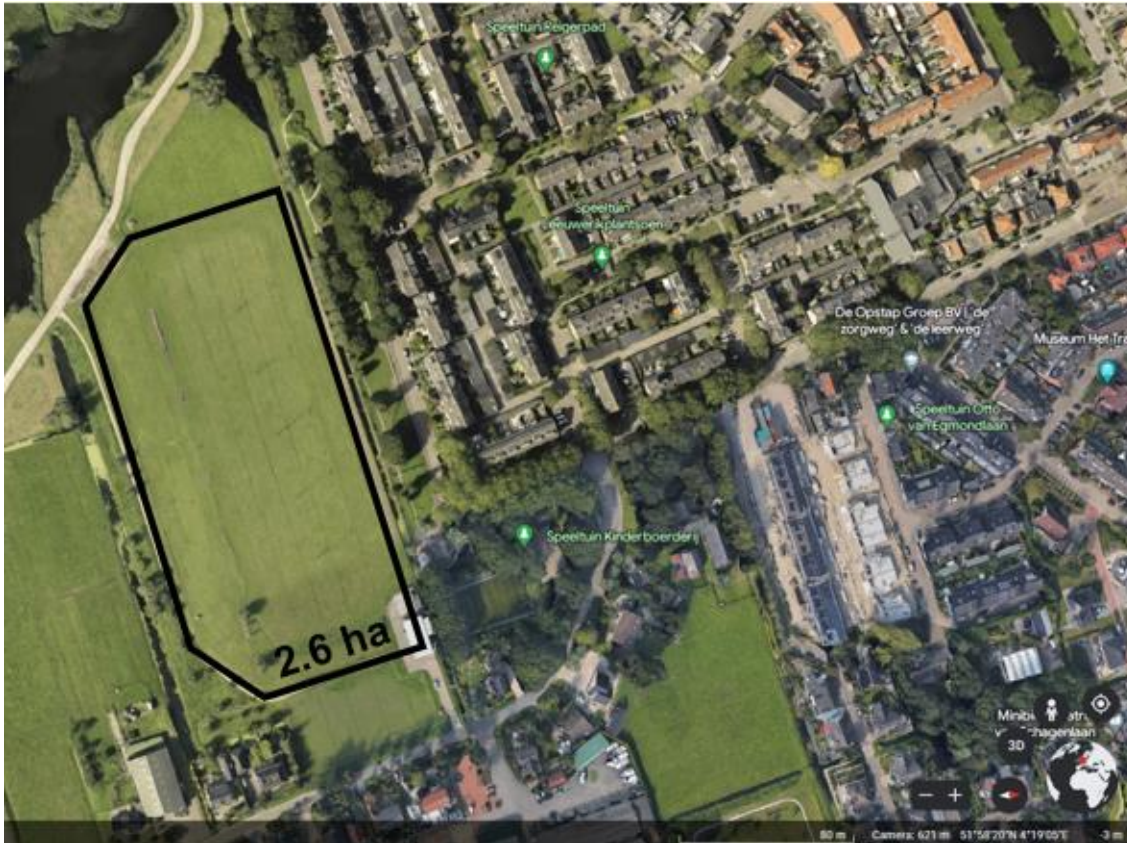 Speeltuin Reigerpad
Speeltuin
Leeuwerikplantsoen
De Opstap Groep BV | 'de
zorgweg' & 'de leerweg'
Museum Het
Speeltuin Otto
van Egmondlaan
Speeltuin Kinderboerderij
2.6 ha
3D
80 m
Camera: 621 m 51°58'20"N 4°19'05"E
-3 m